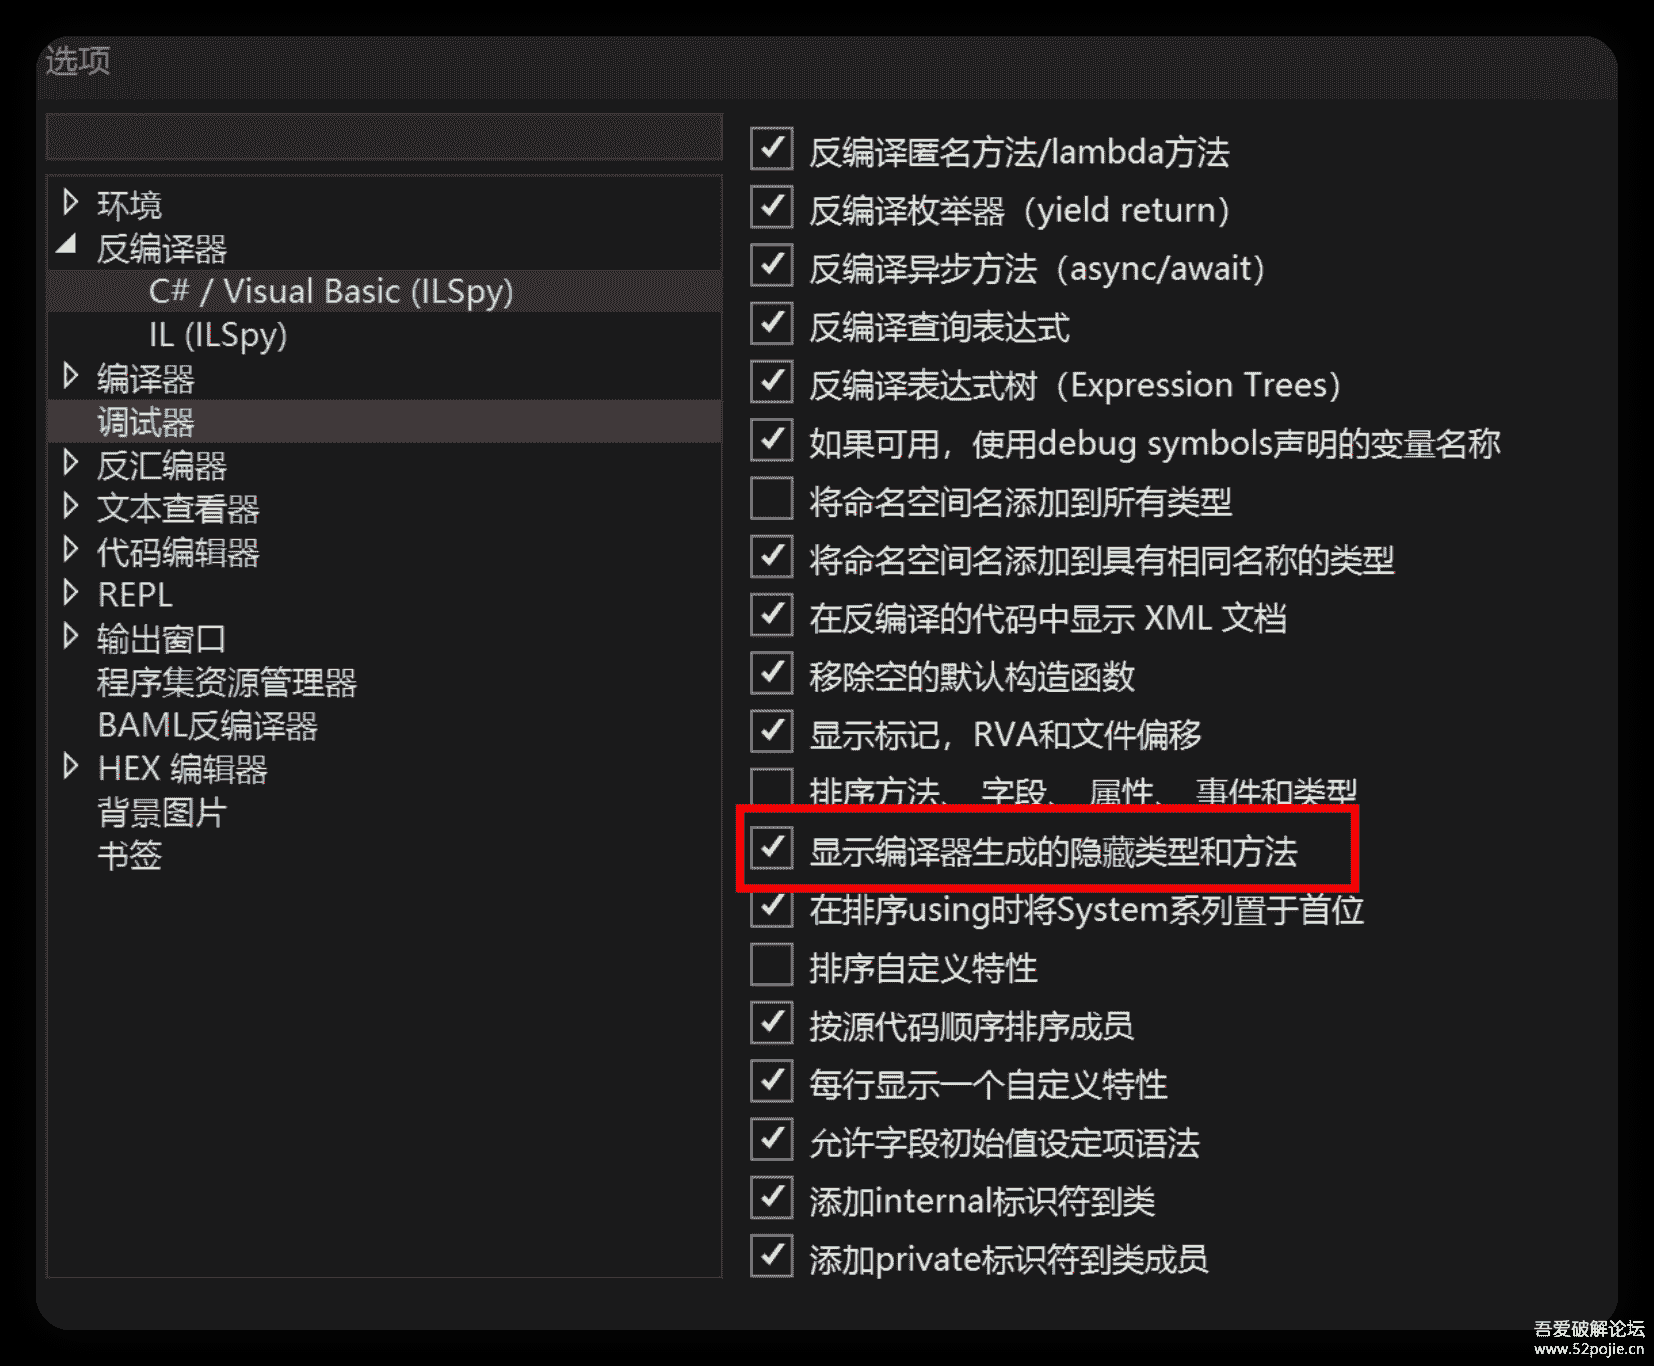 选项
环境
反编译器
C# / Visual Basic (ILSpy)
IL (ILSpy)
编译器
调试器
反汇编器
文本查看器
代码编辑器
REPL
输出窗口
程序集资源管理器
BAML反编译器
HEX 编辑器
背景图片
书签
反编译匿名方法/lambda方法
反编译枚举器（yield return）
反编译异步方法（async/await）
反编译查询表达式
反编译表达式树（Expression Trees）
如果可用，使用debug symbols声明的变量名称
将命名空间名添加到所有类型
将命名空间名添加到具有相同名称的类型
在反编译的代码中显示 XML 文档
移除空的默认构造函数
显示标记，RVA和文件偏移
排序方法、 字段、 属性、 事件和类型
显示编译器生成的隐藏类型和方法
在排序using时将System系列置于首位
排序自定义特性
按源代码顺序排序成员
每行显示一个自定义特性
允许字段初始值设定项语法
添加internal标识符到类
添加private标识符到类成员
吾爱破解论坛
www.52pojie.cn